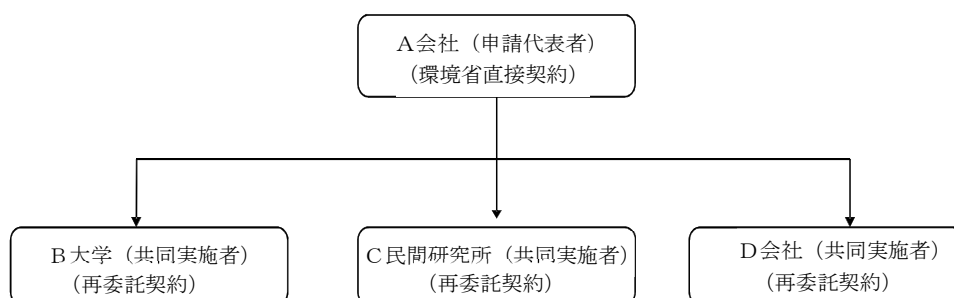 A会社（申請代表者）
（環境省直接契約）
B大学（共同実施者）
（再委託契約）
C民間研究所（共同実施者）
（再委託契約）
D会社（共同実施者）
（再委託契約）